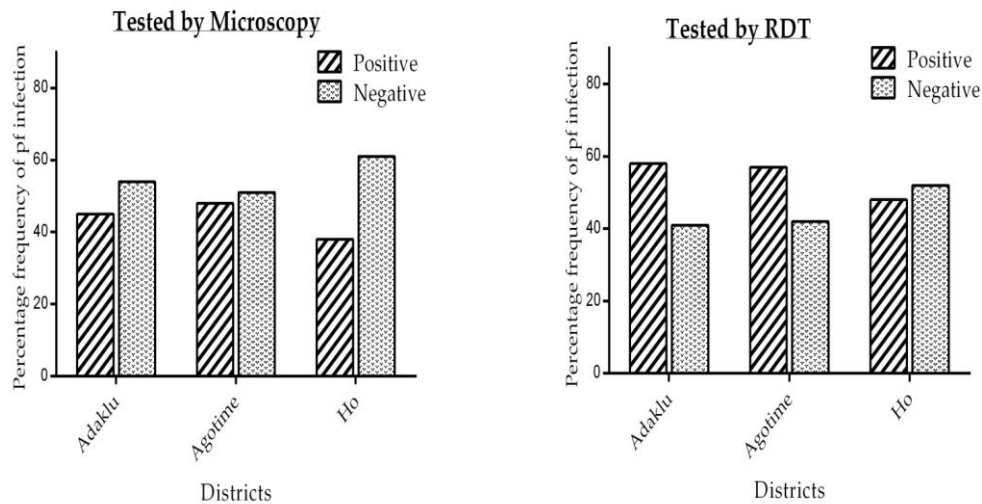 Tested by Microscopy
Positive
Negative
Percentage frequency of pf infection
80
60
40
20
0
Adaklu
Agotime
Ho
Districts
Tested by RDT
Positive
Negative
Percentage frequency of pf infection
80
60
40
20
0
Adaklu
Agotime
Ho
Districts